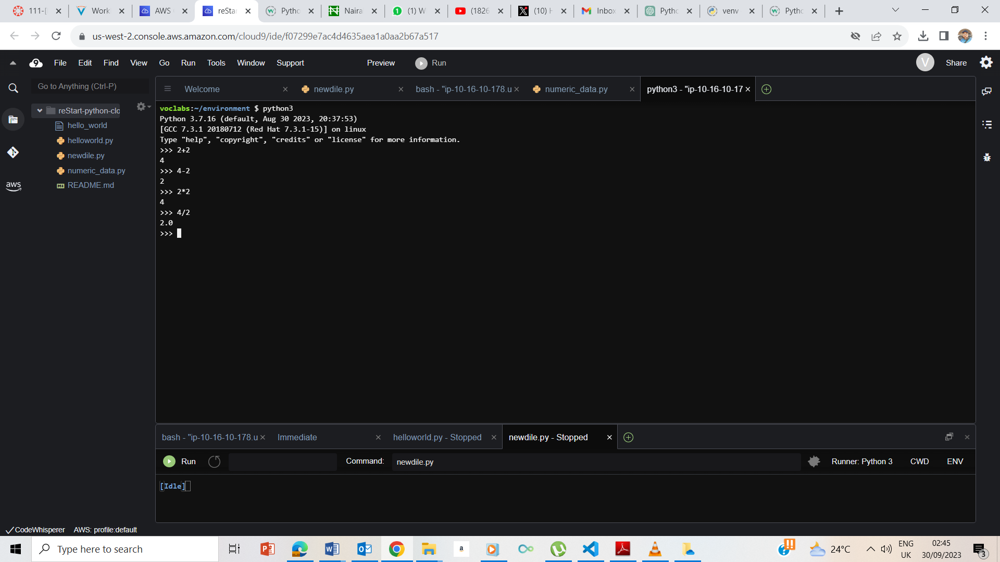 111-[
Work
AWS
reStar
Pytho
Naira
(1) W
(1826
(10) H
Inbox
Pytho
venv
Pytho
us-west-2.console.aws.amazon.com/cloud9/ide/f07299e7ac4d4635aea1a0aa2b67a517
9 File Edit Find View Go Run Tools Window Support Preview Run V Share
Go to Anything (Ctrl-P)
reStart-python-clo
hello_world
helloworld.py
newdile.py
numeric_data.py
README.md
aws
Welcome newdile.py bash - "ip-10-16-10-178.u numeric_data.py python3 - "ip-10-16-10-17
voclabs:~/environment $ python3
Python 3.7.16 (default, Aug 30 2023, 20:37:53)
[GCC 7.3.1 20180712 (Red Hat 7.3.1-15)] on linux
Type "help", "copyright", "credits" or "license" for more information.
>>> 2+2
4
>>> 4-2
2
>>> 2*2
4
>>> 4/2
2.0
>>>
bash - "ip-10-16-10-178.u Immediate helloworld.py - Stopped newdile.py - Stopped
Run Command: newdile.py Runner: Python 3 CWD ENV
[Idle]
CodeWhisperer AWS: profile:default
Type here to search
24°C
ENG
UK
02:45
30/09/2023
3